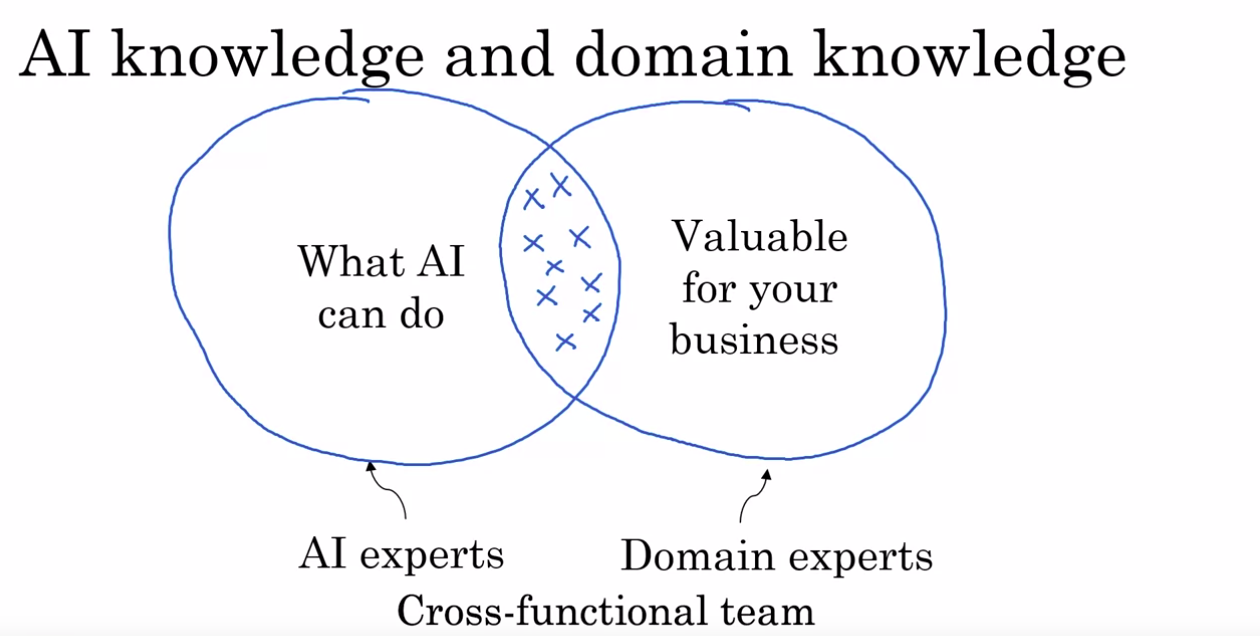 AI knowledge and domain knowledge
What AI
can do
Valuable
for your
business
AI experts
Domain experts
Cross-functional team